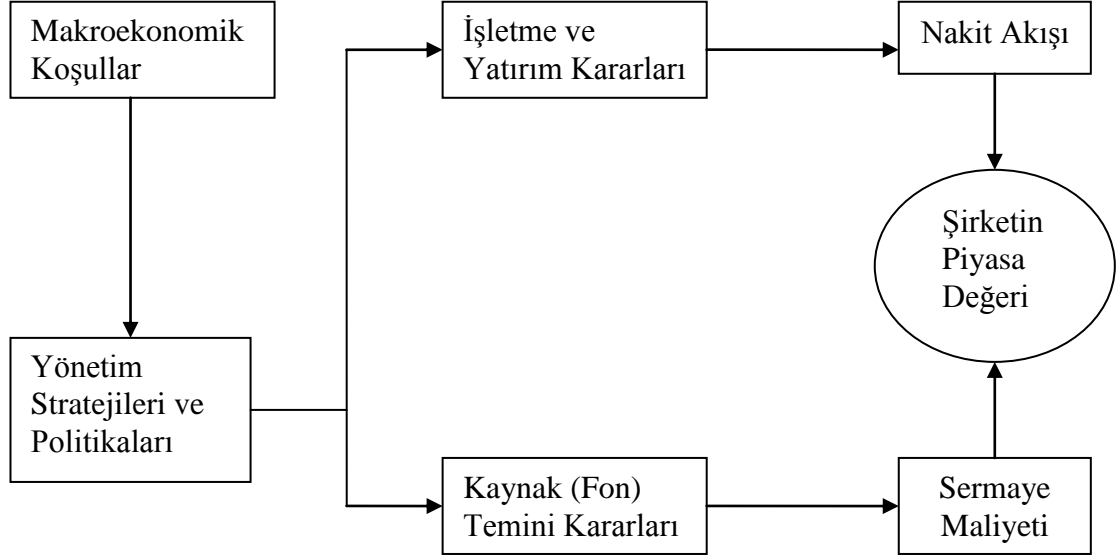 Makroekonomik
Koşullar
İşletme ve
Yatırım Kararları
Nakit Akışı
Şirketin
Piyasa
Değeri
Yönetim
Stratejileri ve
Politikaları
Kaynak (Fon)
Temini Kararları
Sermaye
Maliyeti